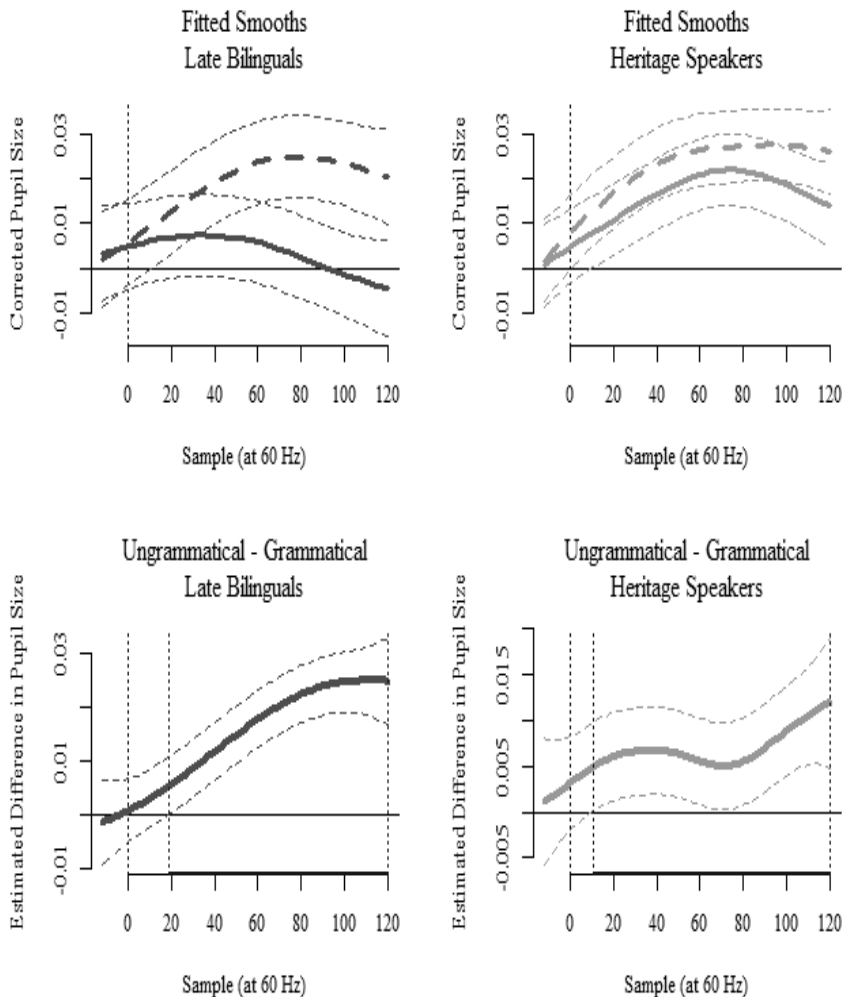 Fitted Smooths
Late Bilinguals
Corrected Pupil Size
0.03
0.01
-0.01
0 20 40 60 80 100 120
Sample (at 60 Hz)
Fitted Smooths
Heritage Speakers
Corrected Pupil Size
0.03
0.01
-0.01
0 20 40 60 80 100 120
Sample (at 60 Hz)
Ungrammatical - Grammatical
Late Bilinguals
Estimated Difference in Pupil Size
0.03
0.01
-0.01
0 20 40 60 80 100 120
Sample (at 60 Hz)
Ungrammatical - Grammatical
Heritage Speakers
Estimated Difference in Pupil Size
0.015
0.005
-0.005
0 20 40 60 80 100 120
Sample (at 60 Hz)